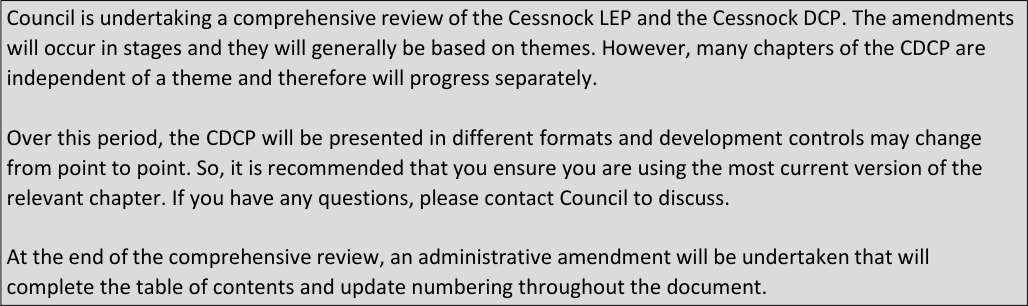 Council is undertaking a comprehensive review of the Cessnock LEP and the Cessnock DCP. The amendments
will occur in stages and they will generally be based on themes. However, many chapters of the CDCP are
independent of a theme and therefore will progress separately.
Over this period, the CDCP will be presented in different formats and development controls may change
from point to point. So, it is recommended that you ensure you are using the most current version of the
relevant chapter. If you have any questions, please contact Council to discuss.
At the end of the comprehensive review, an administrative amendment will be undertaken that will
complete the table of contents and update numbering throughout the document.